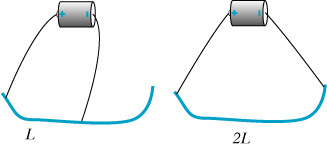 + ı + ı
L 2L